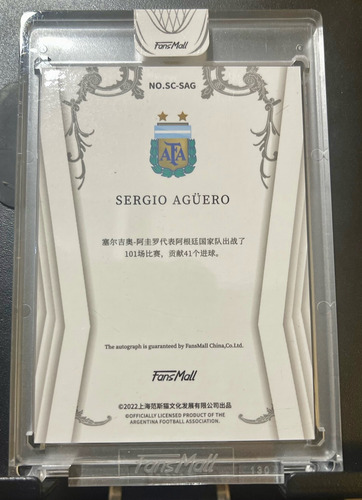 FansMall
NO.SC-SAG
AFA
SERGIO AGÜERO
塞尔吉奥-阿圭罗代表阿根廷国家队出战了
101场比赛，贡献41个进球。
The autograph is guaranteed by FansMall China,Co.Ltd.
FansMall
©2022上海范斯猫文化发展有限公司出品
©OFFICIALLY LICENSED PRODUCT OF THE
ARGENTINA FOOTBALL ASSOCIATION.
FansMall
130